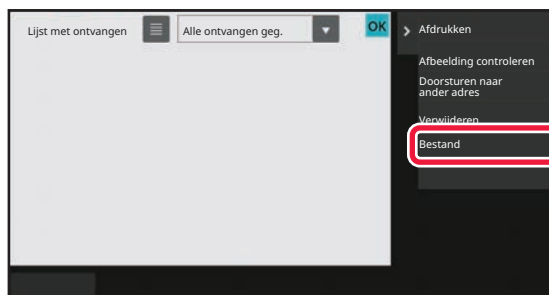 Lijst met ontvangen
Alle ontvangen geg.
OK
Afdrukken
Afbeelding controleren
Doorsturen naar
ander adres
Verwijderen
Bestand